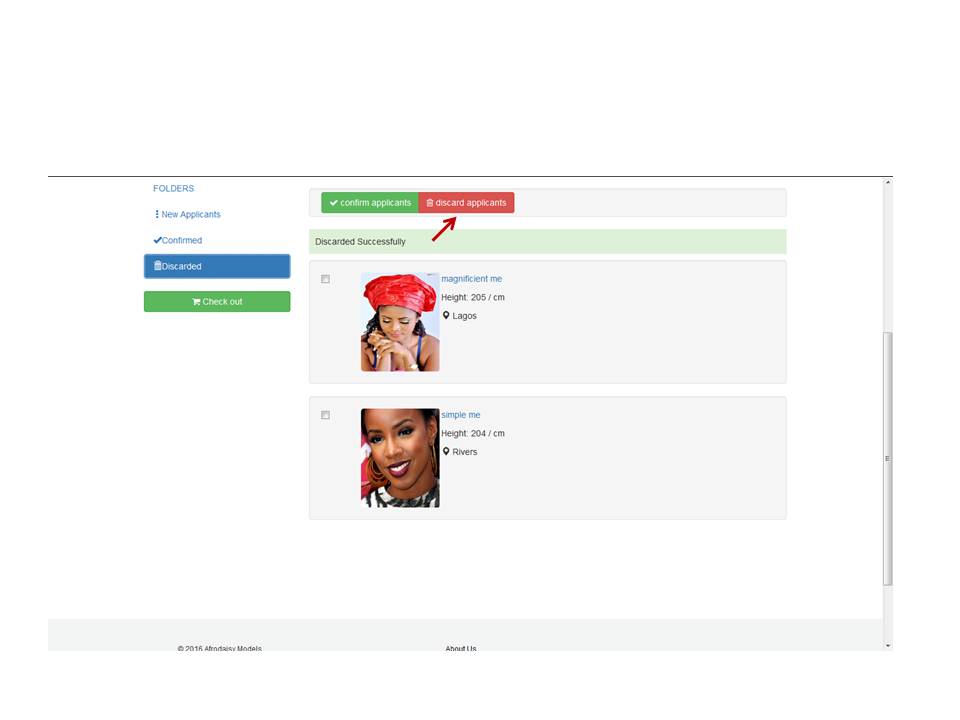 FOLDERS
New Applicants
Confirmed
Discarded
Check out
confirm applicants discard applicants
Discarded Successfully
magnificient me
Height: 205 / cm
Lagos
simple me
Height: 204 / cm
Rivers
© 2016 Afrodaisy Models
About Us